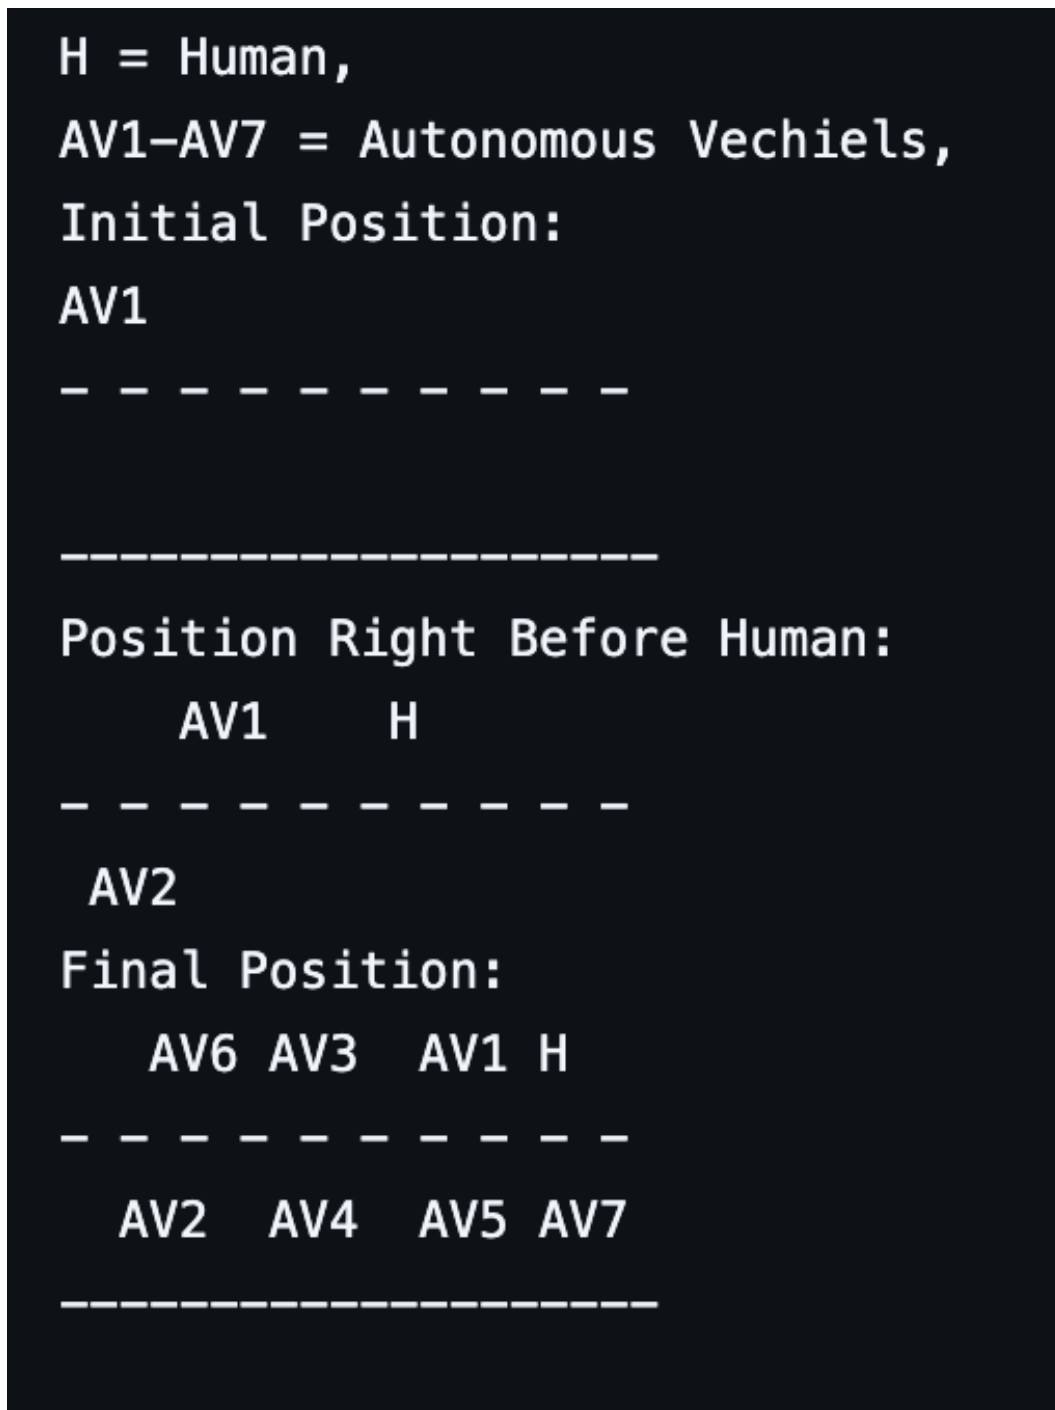 H = Human,
AV1-AV7 = Autonomous Vechiels,
Initial Position:
AV1
- - - - - - - - - -
--------------------
Position Right Before Human:
    AV1    H
- - - - - - - - - -
 AV2
Final Position:
   AV6 AV3  AV1 H
- - - - - - - - - -
  AV2  AV4  AV5 AV7
--------------------